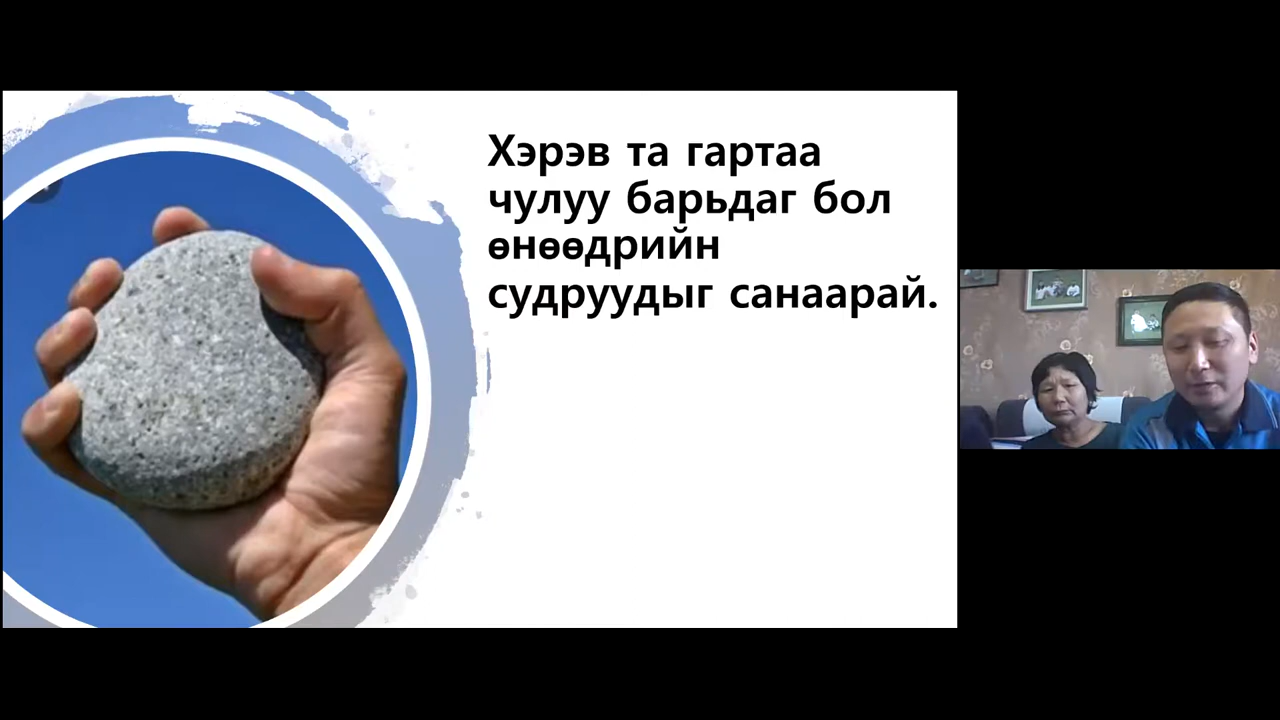 Хэрэв та гартаа
чулуу барьдаг бол
өнөөдрийн
судруудыг санаарай.